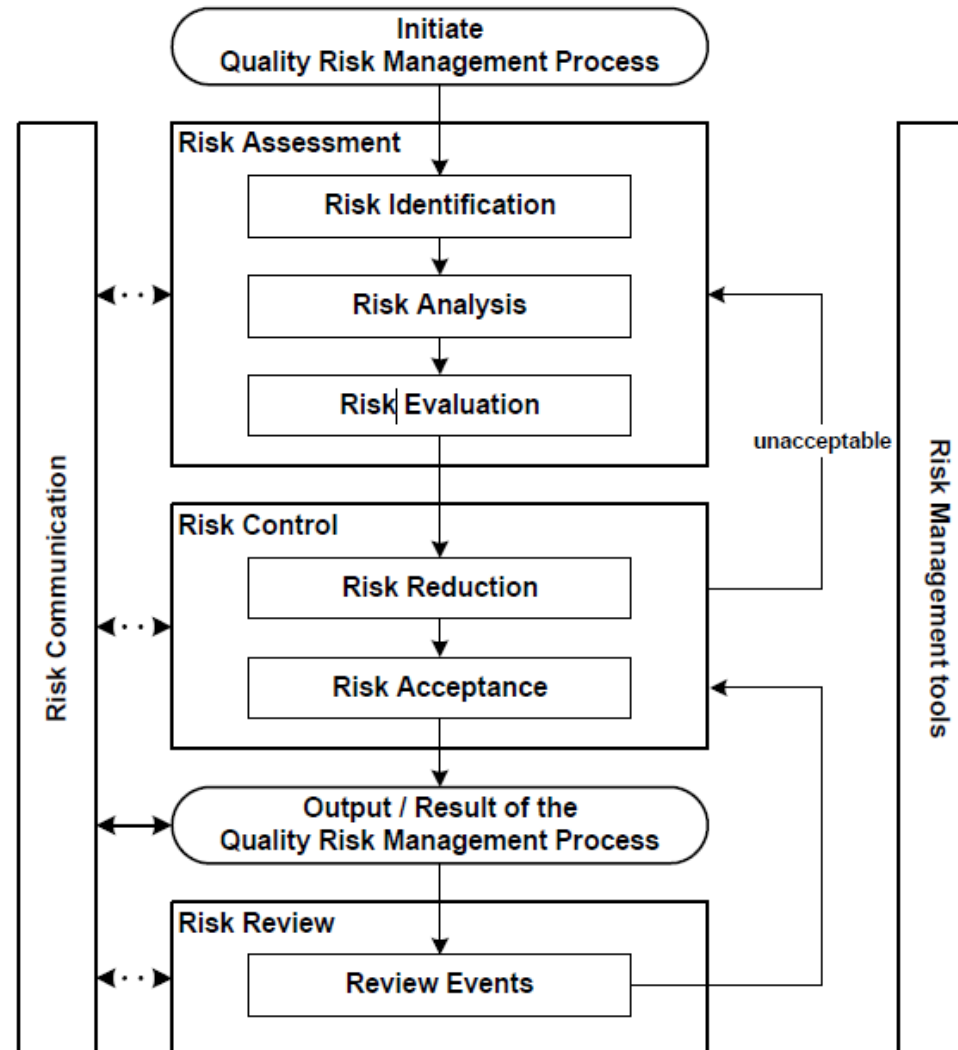 Initiate
Quality Risk Management Process
Risk Assessment
Risk Identification
Risk Analysis
Risk Evaluation
unacceptable
Risk Control
Risk Reduction
Risk Acceptance
Output / Result of the
Quality Risk Management Process
Risk Review
Review Events
Risk Communication
Risk Management tools